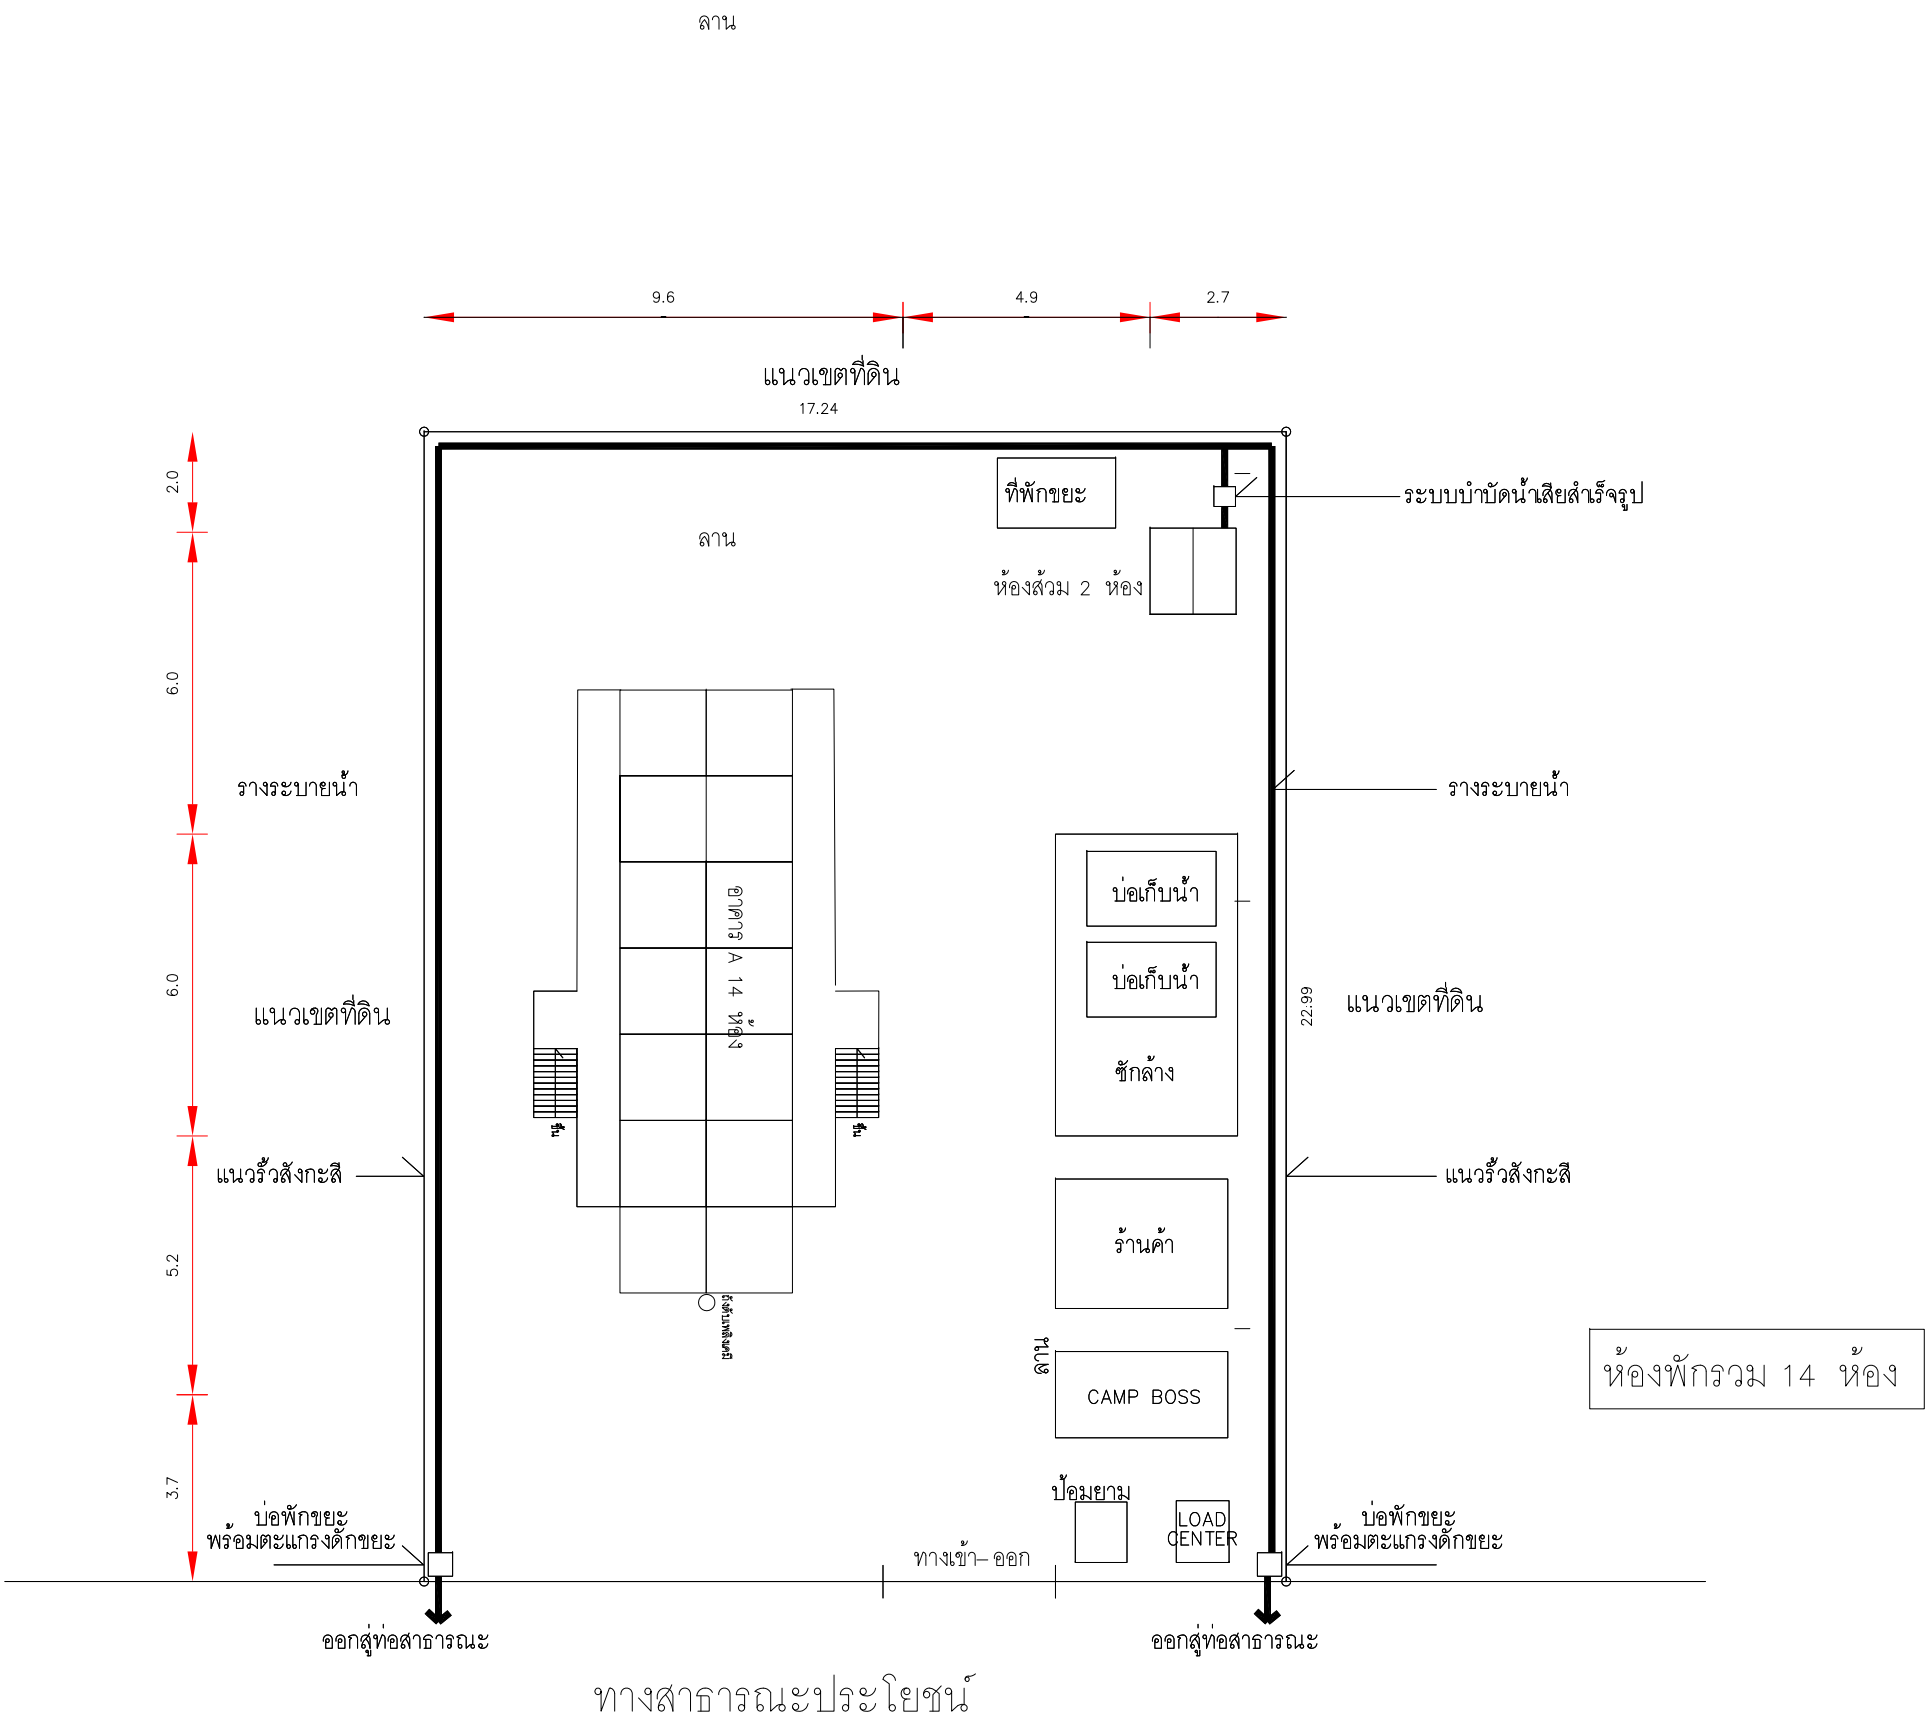 ลาน
9.6
4.9
2.7
แนวเขตที่ดิน
17.24
2.0
ที่พักขยะ
ระบบบำบัดน้ำเสียสำเร็จรูป
ลาน
ห้องส้วม 2 ห้อง
6.0
รางระบายน้ำ
รางระบายน้ำ
อาคาร A 14 ห้อง
บ่อเก็บน้ำ
บ่อเก็บน้ำ
6.0
แนวเขตที่ดิน
22.99
แนวเขตที่ดิน
ซักล้าง
ขึ้น
ขึ้น
แนวรั้วสังกะสี
แนวรั้วสังกะสี
5.2
ร้านค้า
ถังดับเพลิงเคมี
ลาน
CAMP BOSS
ห้องพักรวม 14 ห้อง
3.7
ป้อมยาม
บ่อพักขยะ
พร้อมตะแกรงดักขยะ
LOAD
CENTER
บ่อพักขยะ
พร้อมตะแกรงดักขยะ
ทางเข้า-ออก
ออกสู่ท่อสาธารณะ
ออกสู่ท่อสาธารณะ
ทางสาธารณะประโยชน์